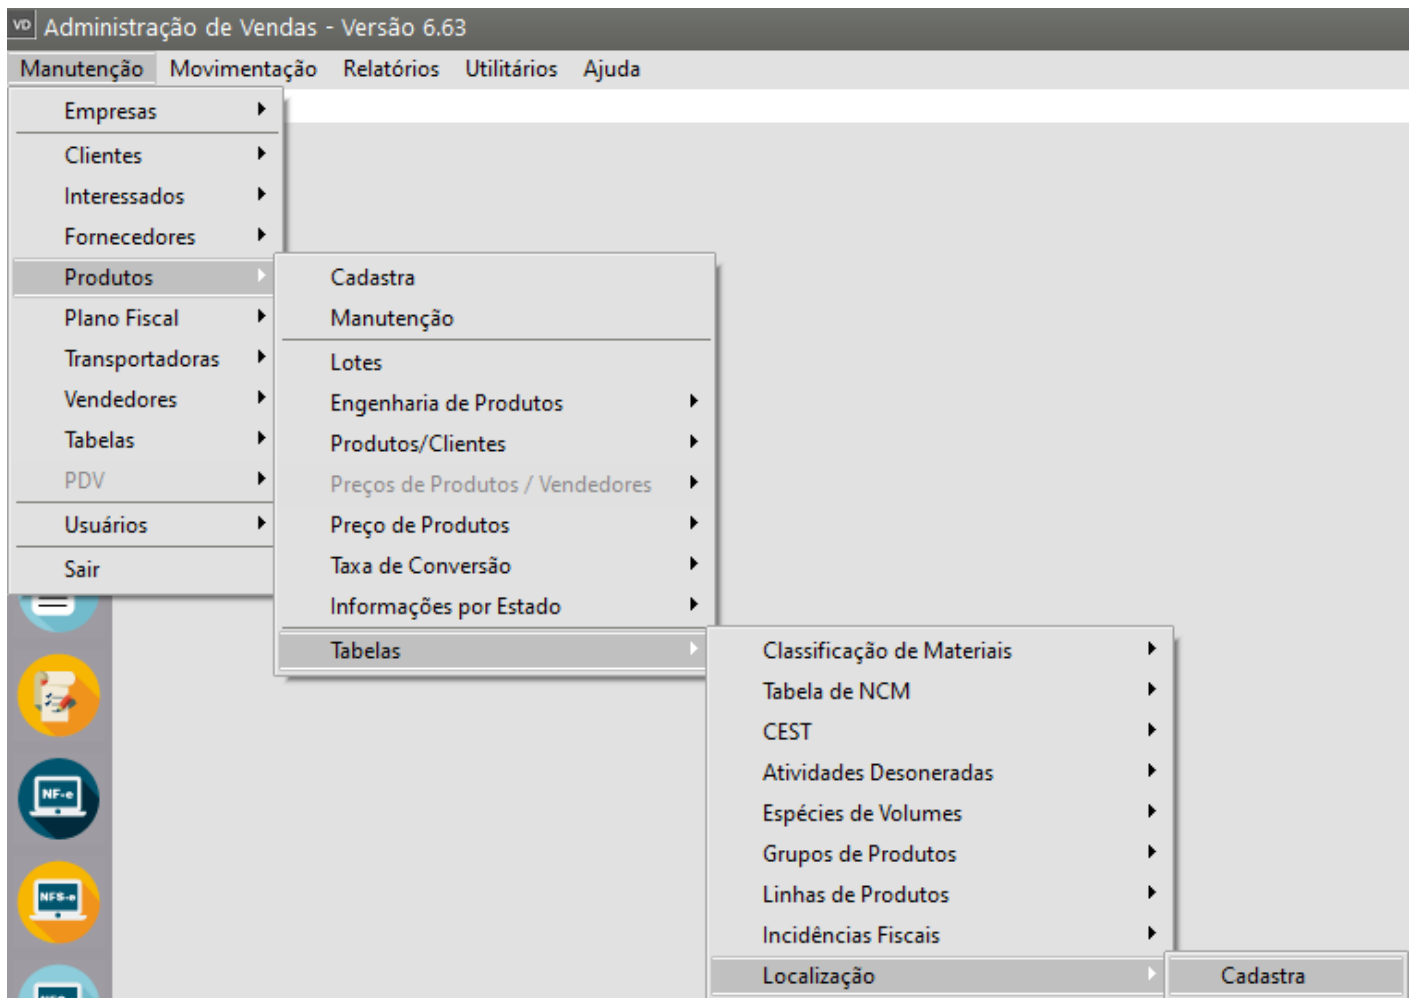 VD Administração de Vendas - Versão 6.63
Manutenção Movimentação Relatórios Utilitários Ajuda
Empresas
Clientes
Interessados
Fornecedores
Produtos
Plano Fiscal
Transportadoras
Vendedores
Tabelas
PDV
Usuários
Sair
Cadastra
Manutenção
Lotes
Engenharia de Produtos
Produtos/Clientes
Preços de Produtos / Vendedores
Preço de Produtos
Taxa de Conversão
Informações por Estado
Tabelas
Classificação de Materiais
Tabela de NCM
CEST
Atividades Desoneradas
Espécies de Volumes
Grupos de Produtos
Linhas de Produtos
Incidências Fiscais
Localização
Cadastra
NF-e
NFS-e